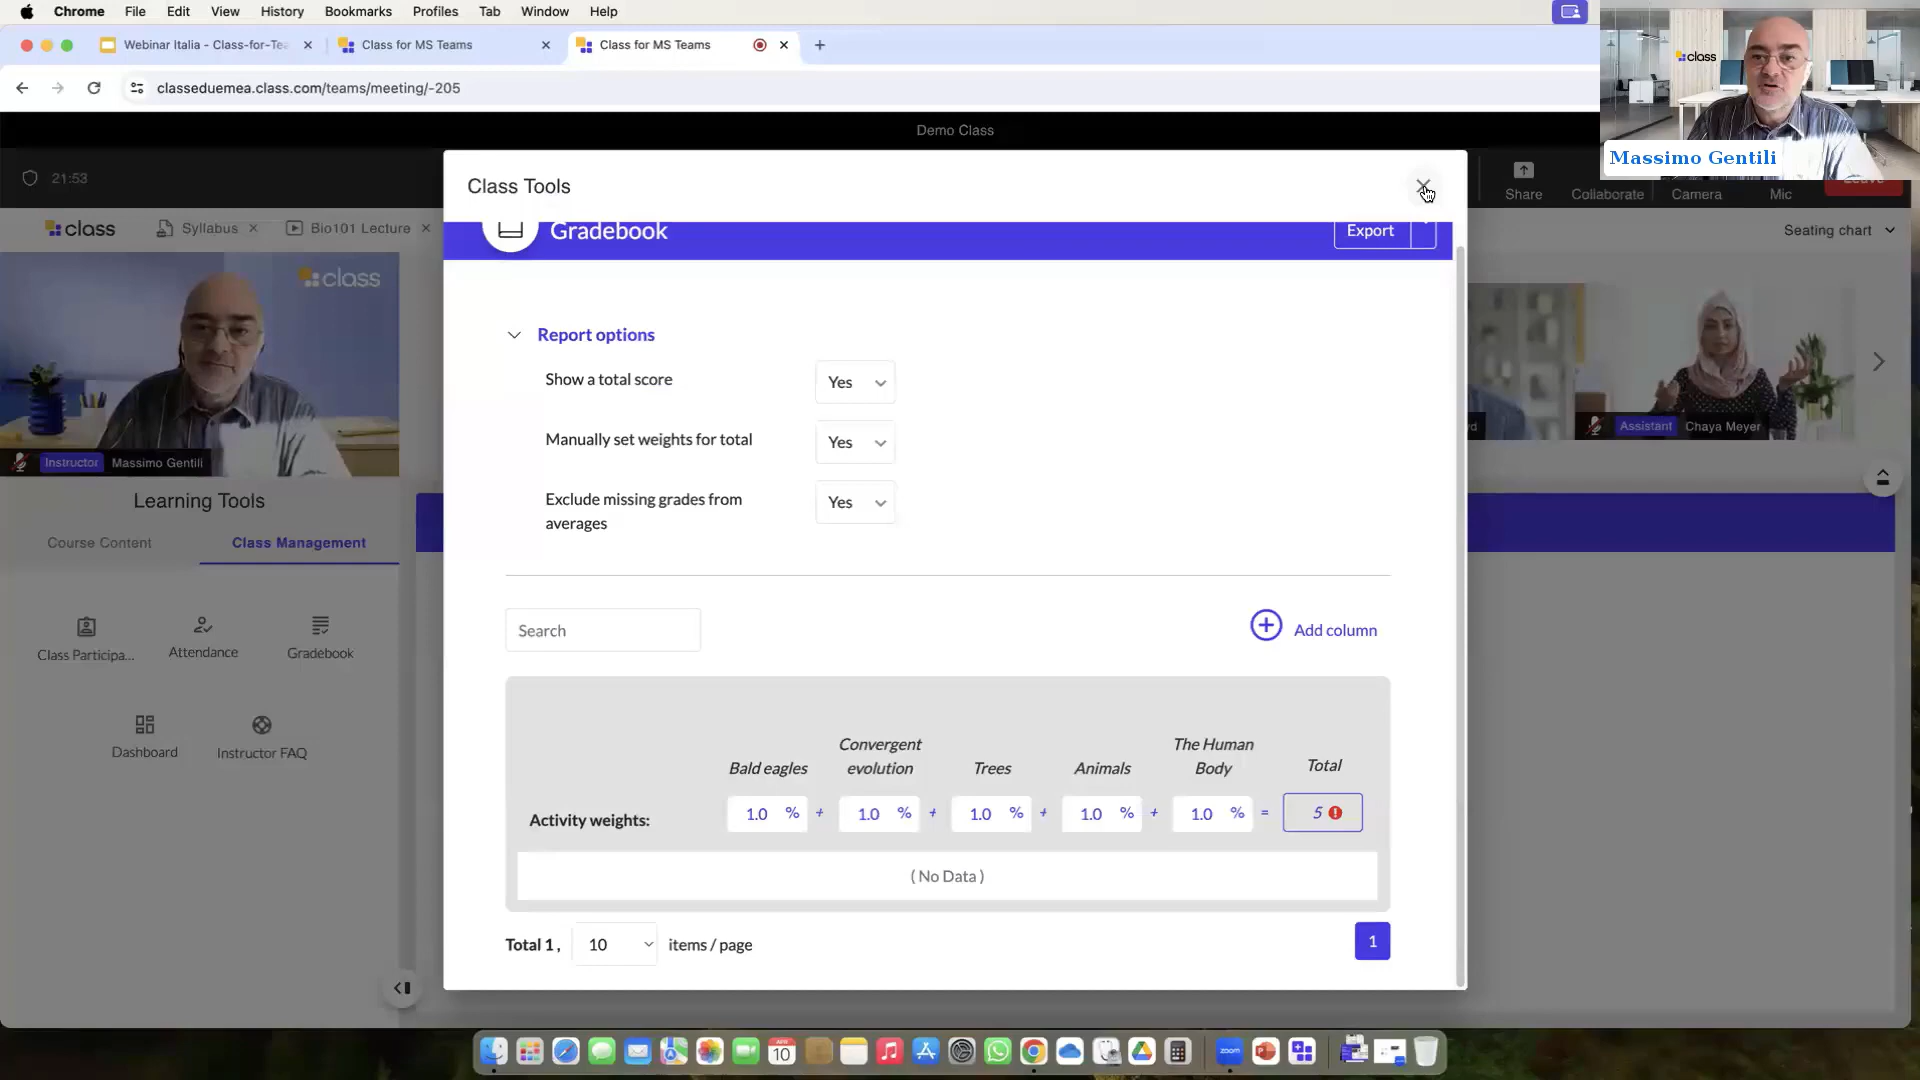 Chrome File Edit View History Bookmarks Profiles Tab Window Help
Webinar Italia - Class-for-Tea
Class for MS Teams
Class for MS Teams
classeduemea.class.com/teams/meeting/-205
class
Massimo Gentili
Demo Class
21:53
Class Tools
Share Collaborate Camera Mic
class Syllabus Bio101 Lecture
Gradebook
Export
Seating chart
class
Report options
Show a total score Yes
Manually set weights for total Yes
Exclude missing grades from averages Yes
Assistant Chaya Meyer
Instructor Massimo Gentili
Learning Tools
Course Content Class Management
Class Participa... Attendance Gradebook
Dashboard Instructor FAQ
Search
Add column
Bald eagles Convergent evolution Trees Animals The Human Body Total
Activity weights: 1.0 % + 1.0 % + 1.0 % + 1.0 % + 1.0 % = 5
( No Data )
Total 1 , 10 items / page
1
10
zoom